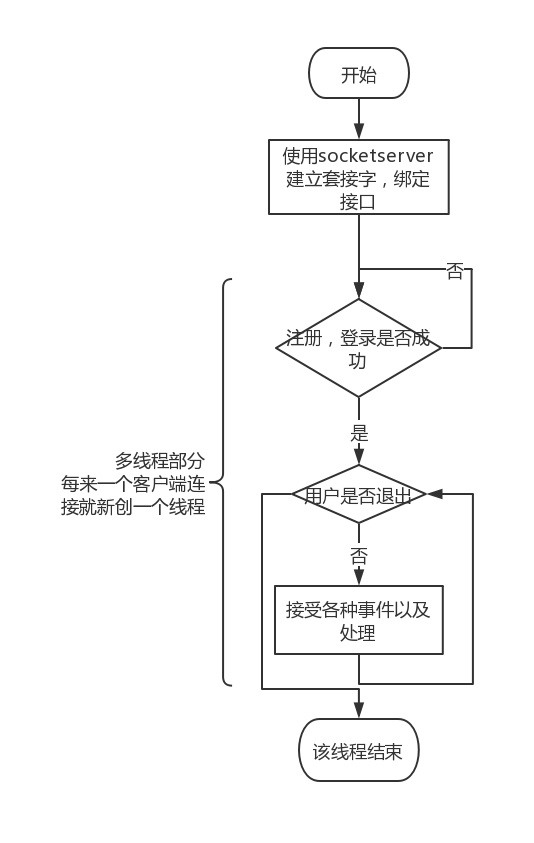 开始
使用socketserver
建立套接字，绑定
接口
否
注册，登录是否成
功
是
多线程部分
每来一个客户端连
接就新创一个线程
用户是否退出
否
接受各种事件以及
处理
该线程结束